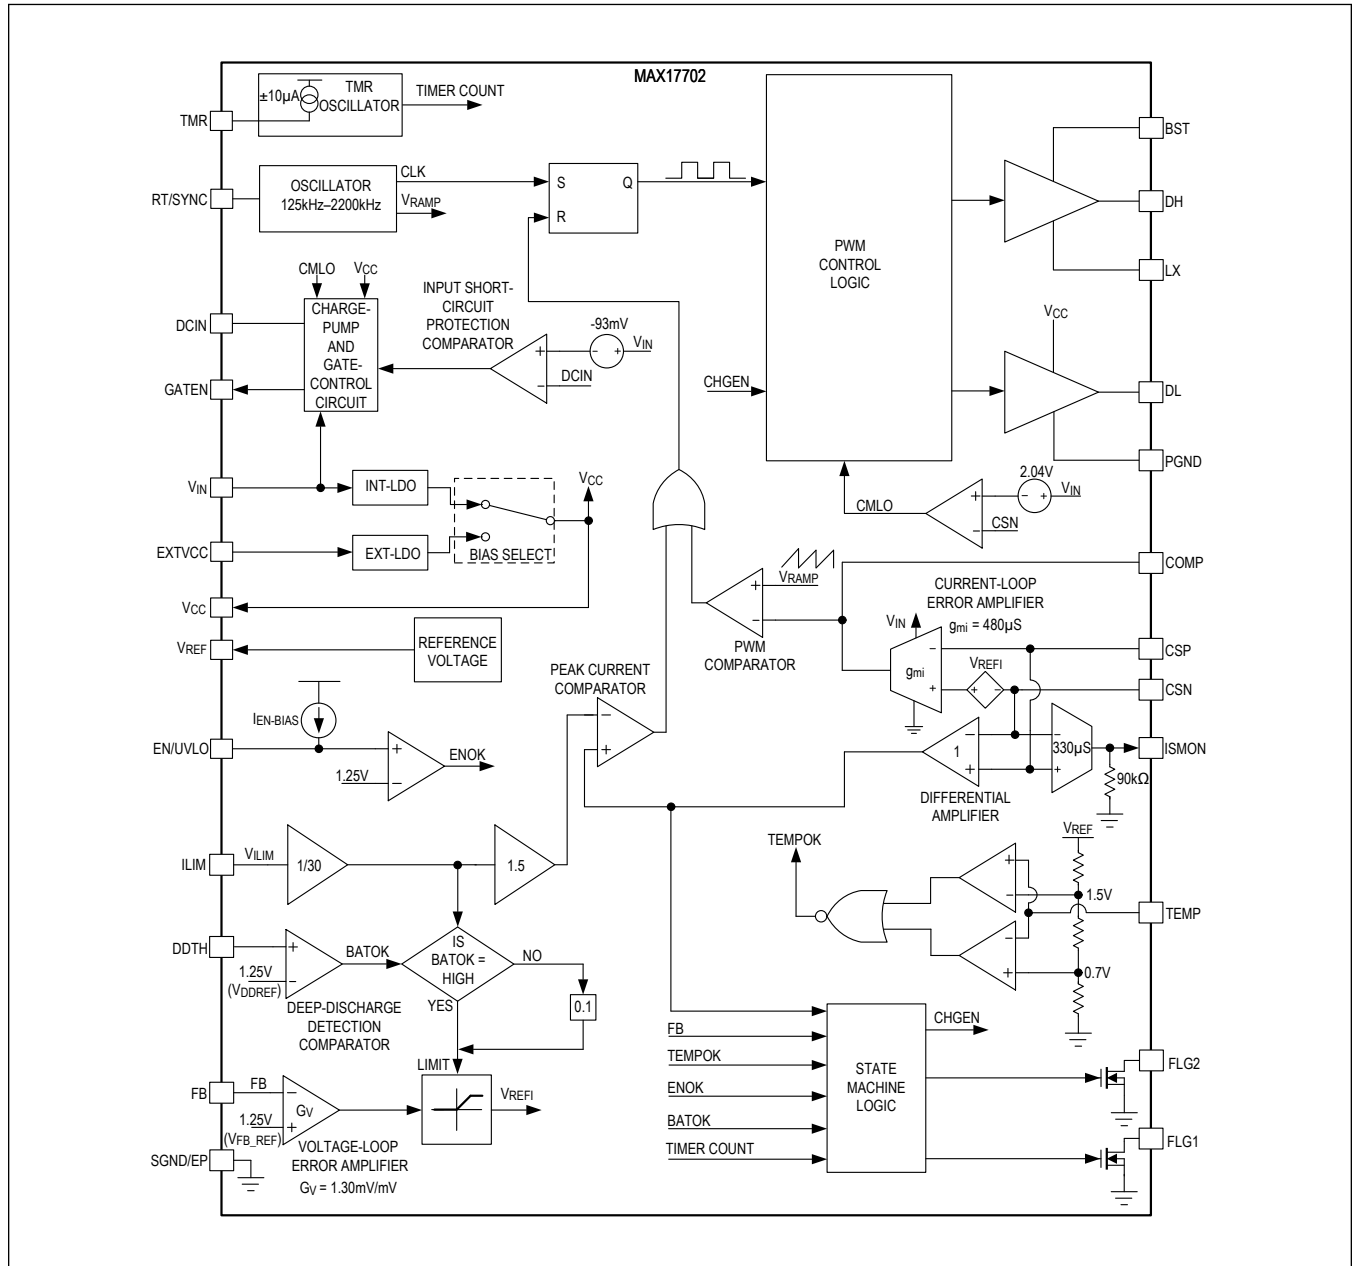 MAX17702
TMR
±10µA
TMR
OSCILLATOR
TIMER COUNT
RT/SYNC
OSCILLATOR
125kHz–2200kHz
CLK
VRAMP
S
Q
R
PWM
CONTROL
LOGIC
BST
DH
LX
CMLO
VCC
DCIN
GATEN
CHARGE-
PUMP
AND
GATE-
CONTROL
CIRCUIT
INPUT SHORT-
CIRCUIT
PROTECTION
COMPARATOR
-93mV
- +
VIN
+
−
DCIN
CHGEN
VCC
DL
PGND
VIN
INT-LDO
EXTVCC
EXT-LDO
BIAS SELECT
VCC
CMLO
+
−
2.04V
- +
VIN
CSN
VCC
VREF
REFERENCE
VOLTAGE
VRAMP
+
−
PWM
COMPARATOR
COMP
CURRENT-LOOP
ERROR AMPLIFIER
gmi = 480µS
VIN
gmi
−
+
VREFI
+ -
CSP
CSN
PEAK CURRENT
COMPARATOR
−
+
IEN-BIAS
EN/UVLO
1.25V
+
−
ENOK
1
−
+
DIFFERENTIAL
AMPLIFIER
−
330µS
+
90kΩ
ISMON
ILIM
VILIM
1/30
1.5
TEMPOK
VREF
+
−
1.5V
−
+
0.7V
TEMP
DDTH
1.25V
(VDDREF)
+
−
BATOK
DEEP-DISCHARGE
DETECTION
COMPARATOR
IS
BATOK =
HIGH
NO
YES
0.1
LIMIT
VREFI
FB
FB
1.25V
(VFB_REF)
−
+
GV
VOLTAGE-LOOP
ERROR AMPLIFIER
GV = 1.30mV/mV
SGND/EP
FB
TEMPOK
ENOK
BATOK
TIMER COUNT
STATE
MACHINE
LOGIC
CHGEN
FLG2
FLG1